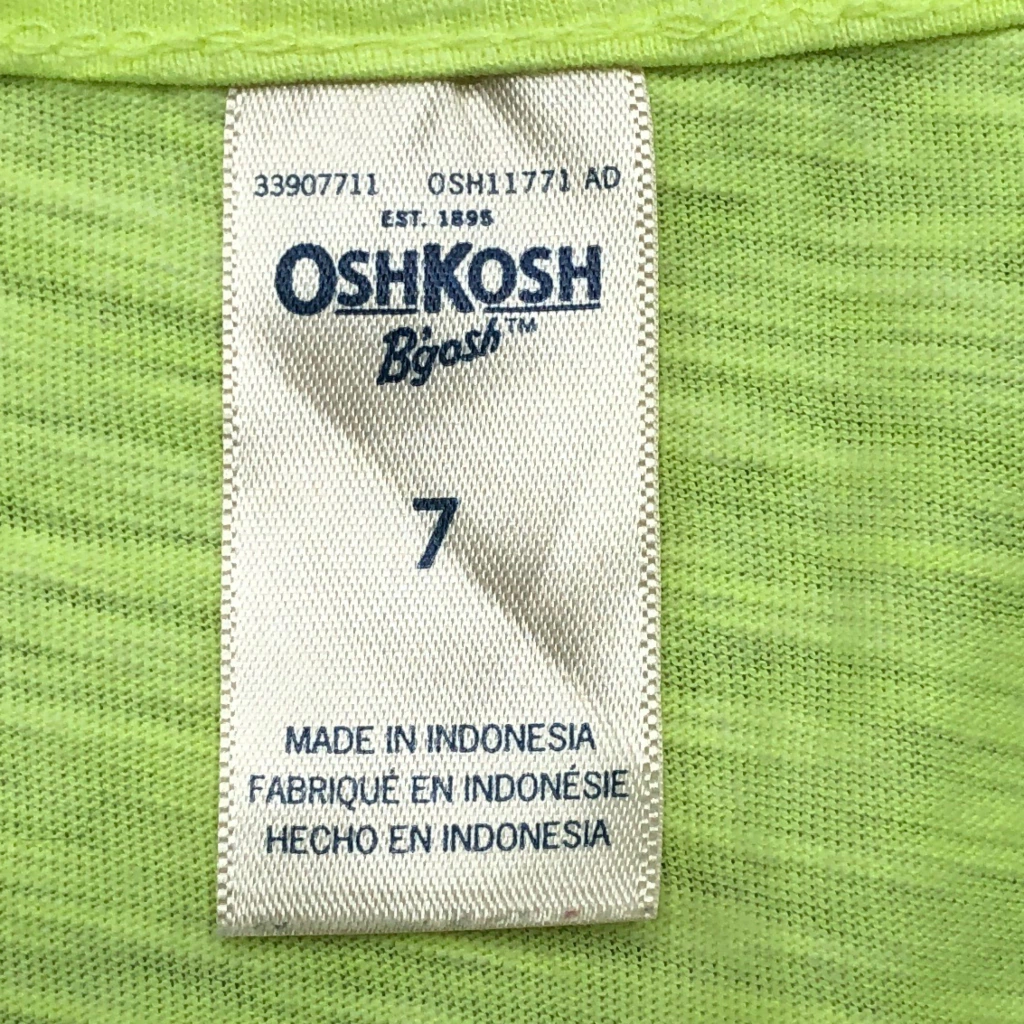 33907711 OSH11771 AD
EST. 1895
OSHKOSH
B'gosh™
7
MADE IN INDONESIA
FABRIQUÉ EN INDONÉSIE
HECHO EN INDONESIA